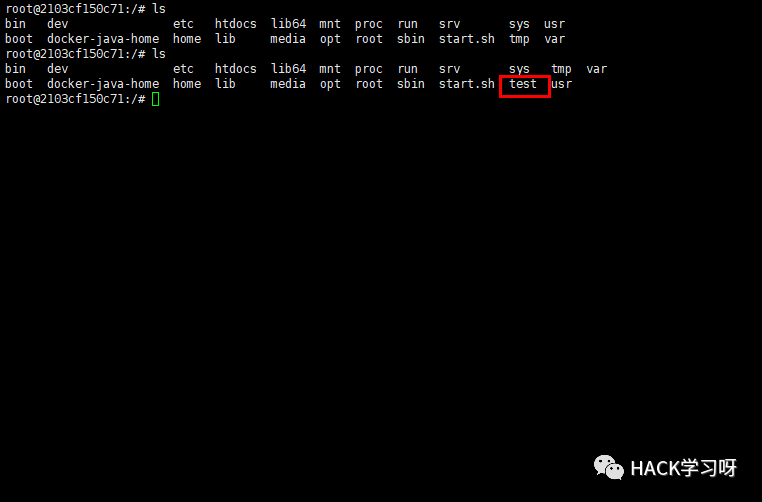 root@2103cf150c71:/# ls
bin   dev               etc   htdocs  lib64  mnt  proc  run   srv       sys  usr
boot  docker-java-home  home  lib     media  opt  root  sbin  start.sh  tmp  var
root@2103cf150c71:/# ls
bin   dev               etc   htdocs  lib64  mnt  proc  run   srv       sys   tmp  var
boot  docker-java-home  home  lib     media  opt  root  sbin  start.sh  test  usr
root@2103cf150c71:/#
HACK学习呀